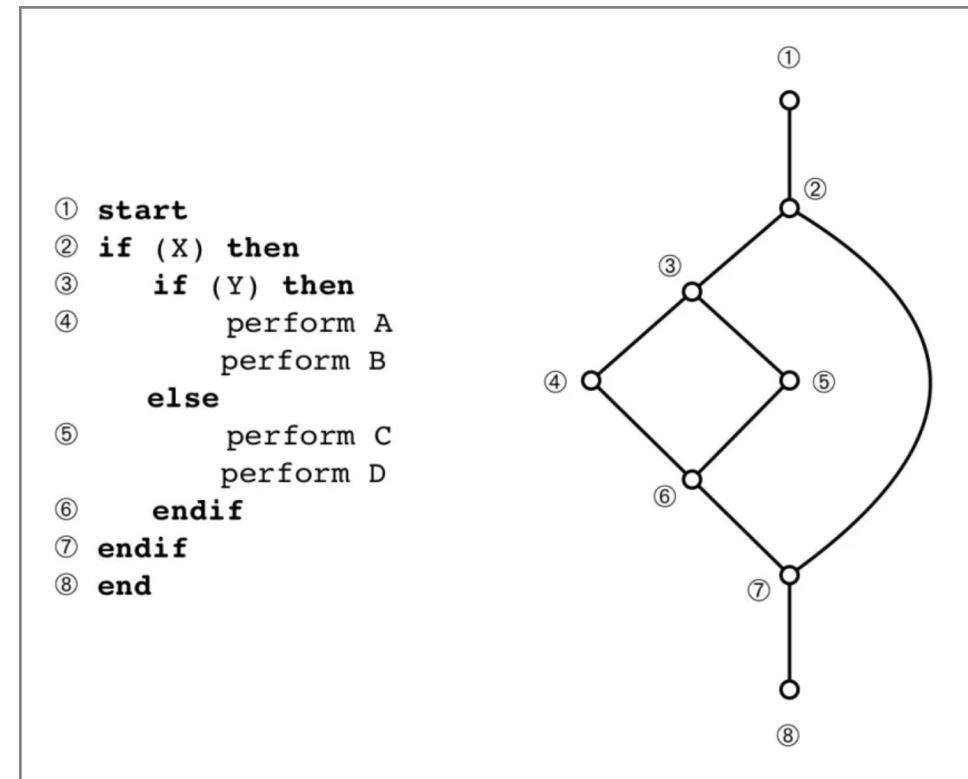 ① start
② if (X) then
③ if (Y) then
④ perform A
perform B
else
⑤ perform C
perform D
⑥ endif
⑦ endif
⑧ end
①
②
③
④
⑤
⑥
⑦
⑧